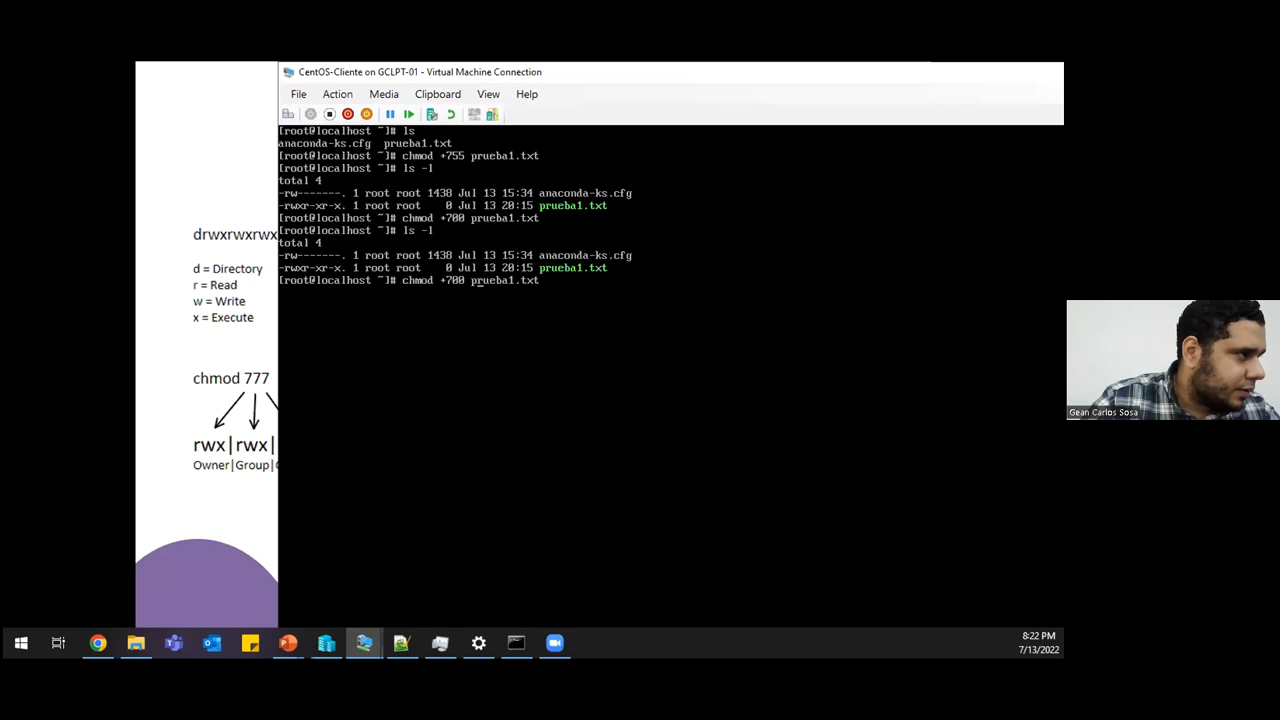 CentOS-Cliente on GCLPT-01 - Virtual Machine Connection
File Action Media Clipboard View Help
[root@localhost ~]# ls
anaconda-ks.cfg  prueba1.txt
[root@localhost ~]# chmod +755 prueba1.txt
[root@localhost ~]# ls -l
total 4
-rw-------. 1 root root 1438 Jul 13 15:34 anaconda-ks.cfg
-rwxr-xr-x. 1 root root    0 Jul 13 20:15 prueba1.txt
[root@localhost ~]# chmod +700 prueba1.txt
[root@localhost ~]# ls -l
total 4
-rw-------. 1 root root 1438 Jul 13 15:34 anaconda-ks.cfg
-rwxr-xr-x. 1 root root    0 Jul 13 20:15 prueba1.txt
[root@localhost ~]# chmod +700 prueba1.txt
drwxrwxrwx
d = Directory
r = Read
w = Write
x = Execute
chmod 777
rwx|rwx|
Owner|Group|
Gean Carlos Sosa
8:22 PM
7/13/2022